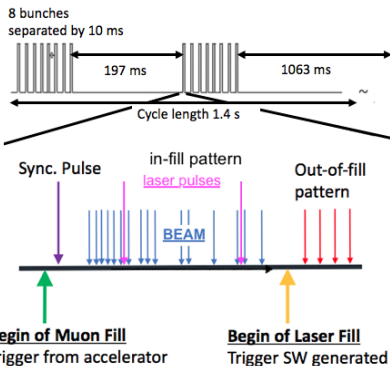 8 bunches
separated by 10 ms
197 ms
1063 ms
~
Cycle length 1.4 s
Sync. Pulse
in-fill pattern
laser pulses
Out-of-fill
pattern
BEAM
egin of Muon Fill
rigger from accelerator
Begin of Laser Fill
Trigger SW generated